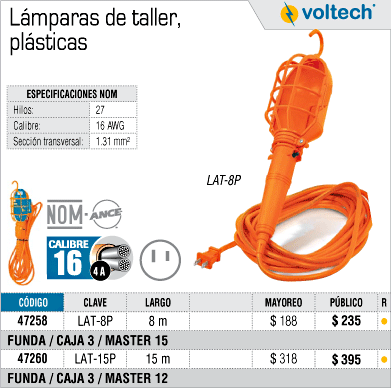 Lámparas de taller,
plásticas
voltech®
ESPECIFICACIONES NOM
Hilos: 27
Calibre: 16 AWG
Sección transversal: 1.31 mm²
LAT-8P
NOM-ANCE
CALIBRE
16
4 A
CÓDIGO CLAVE LARGO MAYOREO PÚBLICO R
47258 LAT-8P 8 m $ 188 $ 235
FUNDA / CAJA 3 / MASTER 15
47260 LAT-15P 15 m $ 318 $ 395
FUNDA / CAJA 3 / MASTER 12